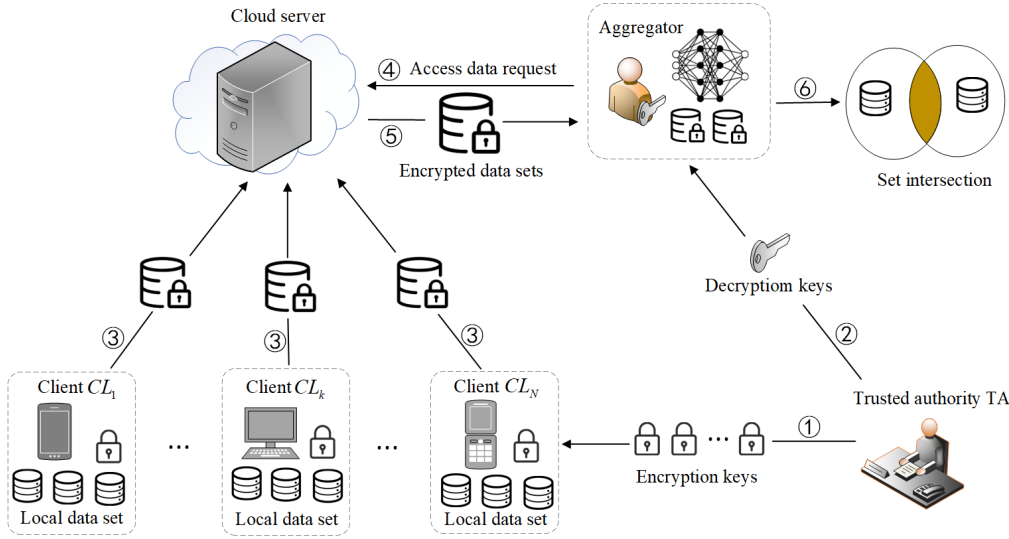 Cloud server
Aggregator
④ Access data request
⑤
⑥
Encrypted data sets
Set intersection
Decryptiom keys
③
③
③
②
Client CL₁
Client CLₖ
Client CL_N
Trusted authority TA
...
...
...
①
Encryption keys
Local data set
Local data set
Local data set